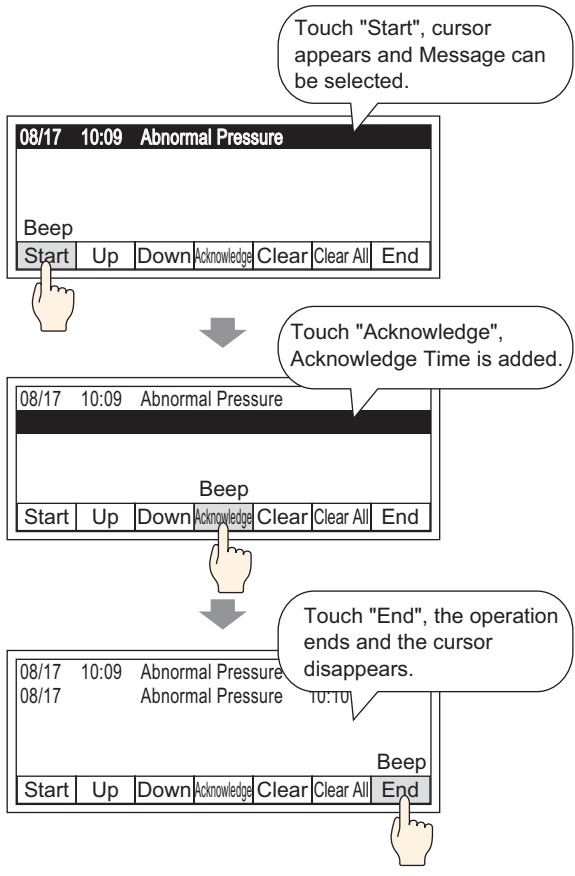 Touch "Start", cursor
appears and Message can
be selected.
08/17 10:09 Abnormal Pressure
Beep
Start Up Down Acknowledge Clear Clear All End
Touch "Acknowledge",
Acknowledge Time is added.
08/17 10:09 Abnormal Pressure
Beep
Start Up Down Acknowledge Clear Clear All End
Touch "End", the operation
ends and the cursor
disappears.
08/17 10:09 Abnormal Pressure
08/17 Abnormal Pressure 10:10
Beep
Start Up Down Acknowledge Clear Clear All End